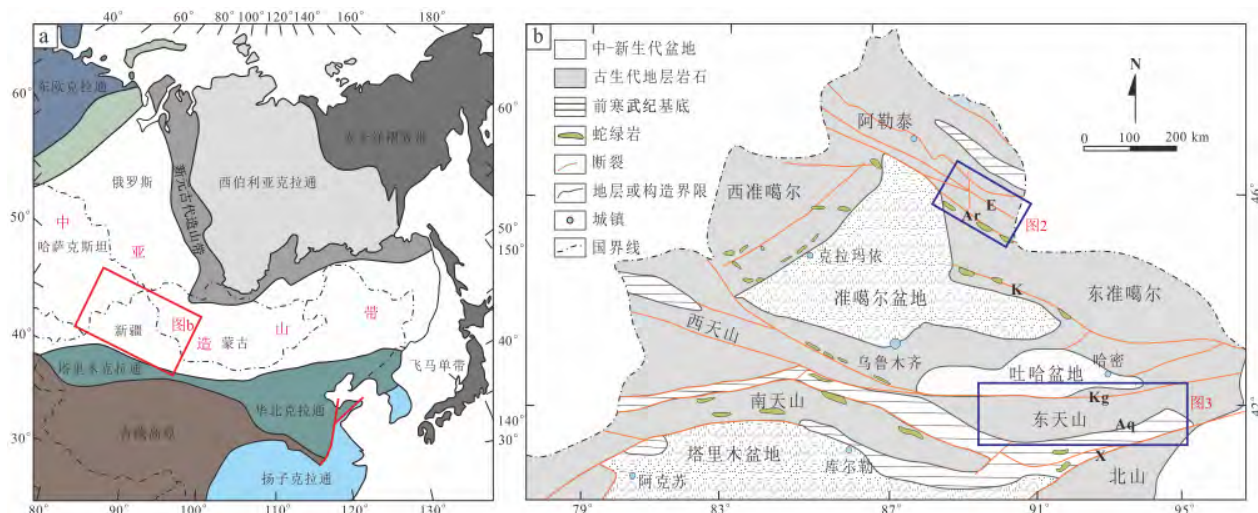 40° 60° 80° 100° 120° 140° 150° 160° 180°
a
东欧克拉通
60°
60°
新元古代造山带
西伯利亚克拉通
俄罗斯
50°
50°
150°
中
亚
造
山
带
哈萨克斯坦
新疆
图b
蒙古
40°
40°
塔里木克拉通
华北克拉通
飞马单带
青藏高原
140°
30°
30°
扬子克拉通
80° 90° 100° 110° 120° 130°
b
中-新生代盆地
古生代地层岩石
前寒武纪基底
蛇绿岩
断裂
地层或构造界限
城镇
国界线
N
0 100 200 km
阿勒泰
西准噶尔
E
Ar
图2
46°
克拉玛依
K
准噶尔盆地
东准噶尔
西天山
乌鲁木齐
哈密
吐哈盆地
Kg
图3
42°
南天山
东天山
Aq
塔里木盆地
库尔勒
X
北山
阿克苏
79° 83° 87° 91° 95°